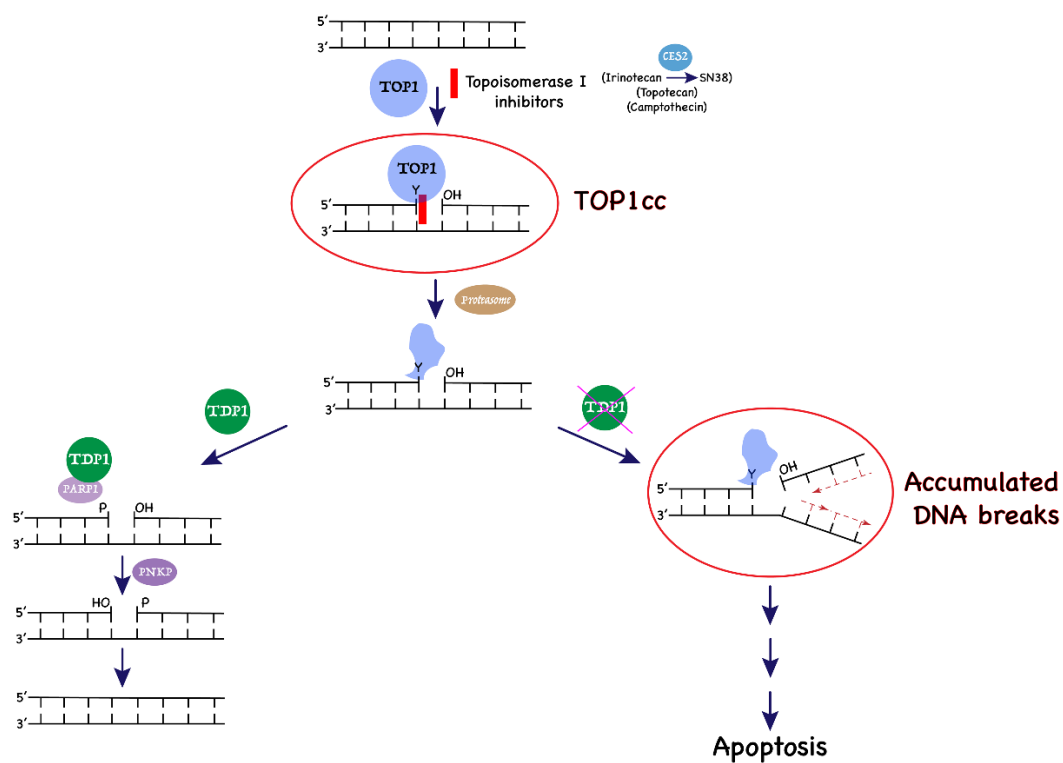 5'
3'
TOP1
Topoisomerase I
inhibitors
CES2
(Irinotecan
SN38)
(Topotecan)
(Camptothecin)
TOP1
Y
OH
5'
3'
TOP1cc
Proteasome
Y
OH
5'
3'
TDP1
TDP1
TDP1
PARP1
P
OH
5'
3'
Y
OH
5'
3'
Accumulated
DNA breaks
PNKP
HO
P
5'
3'
5'
3'
Apoptosis